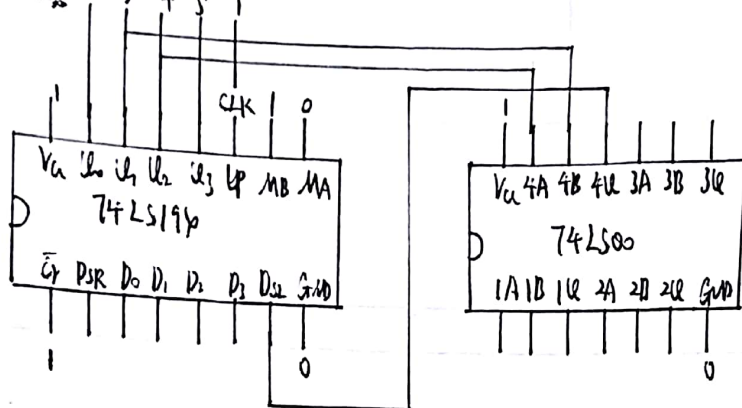 CLK 1 0
1
1
Vcc Q0 Q1 Q2 Q3 CP MB MA
74LS194
Cr DSR D0 D1 D2 D3 DSL GND
1 0
Vcc 4A 4B 4Q 3A 3B 3Q
74LS00
1A 1B 1Q 2A 2B 2Q GND
0